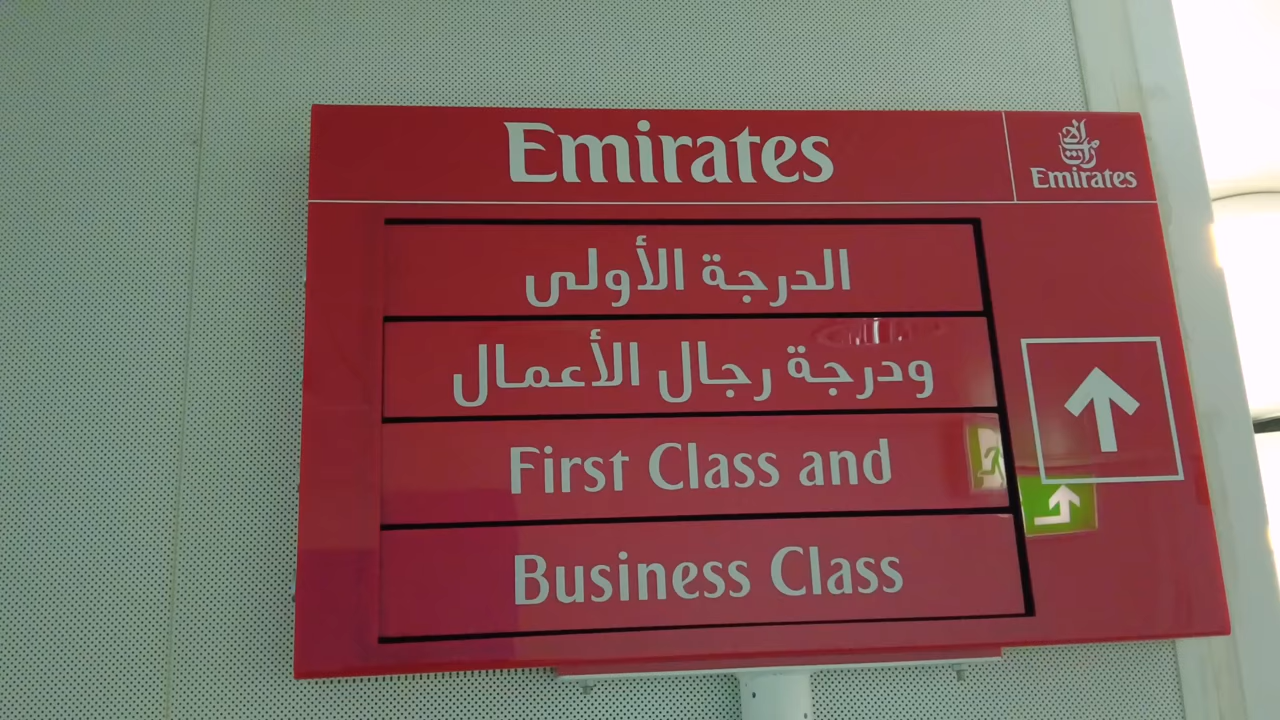 Emirates
Emirates
الدرجة الأولى
ودرجة رجال الأعمال
First Class and
Business Class